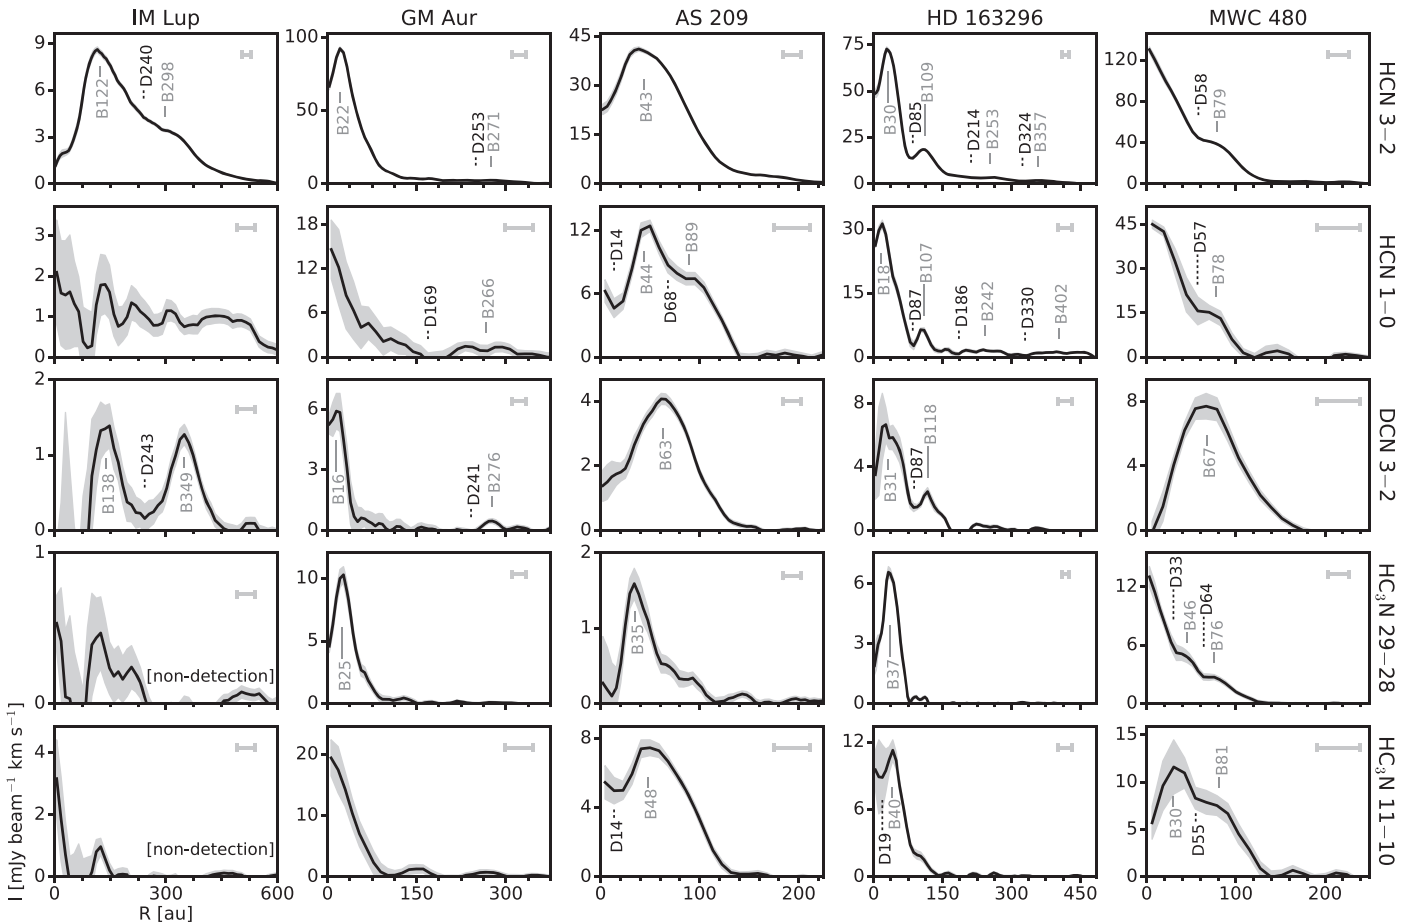 IM Lup GM Aur AS 209 HD 163296 MWC 480
9 6 3 0 B122 D240 B298
100 50 0 B22 D253 B271
45 30 15 0 B43
75 50 25 0 B30 D85 B109 D214 B253 D324 B357
120 80 40 0 D58 B79
HCN 3−2
3 2 1 0
18 12 6 0 D169 B266
12 6 0 D14 B44 D68 B89
30 15 0 B18 D87 B107 D186 B242 D330 B402
45 30 15 0 D57 B78
HCN 1−0
2 1 0 B138 D243 B349
6 3 0 B16 D241 B276
4 2 0 B63
8 4 0 B31 D87 B118
8 4 0 B67
DCN 3−2
1 0 [non-detection]
10 5 0 B25
2 1 0 B35
6 3 0 B37
12 6 0 D33 B46 D64 B76
HC₃N 29−28
4 2 0 [non-detection]
20 10 0
8 4 0 D14 B48
12 6 0 D19 B40
15 10 5 0 B30 D55 B81
HC₃N 11−10
I [mJy beam⁻¹ km s⁻¹]
0 300 600
0 150 300
0 100 200
0 150 300 450
0 100 200
R [au]